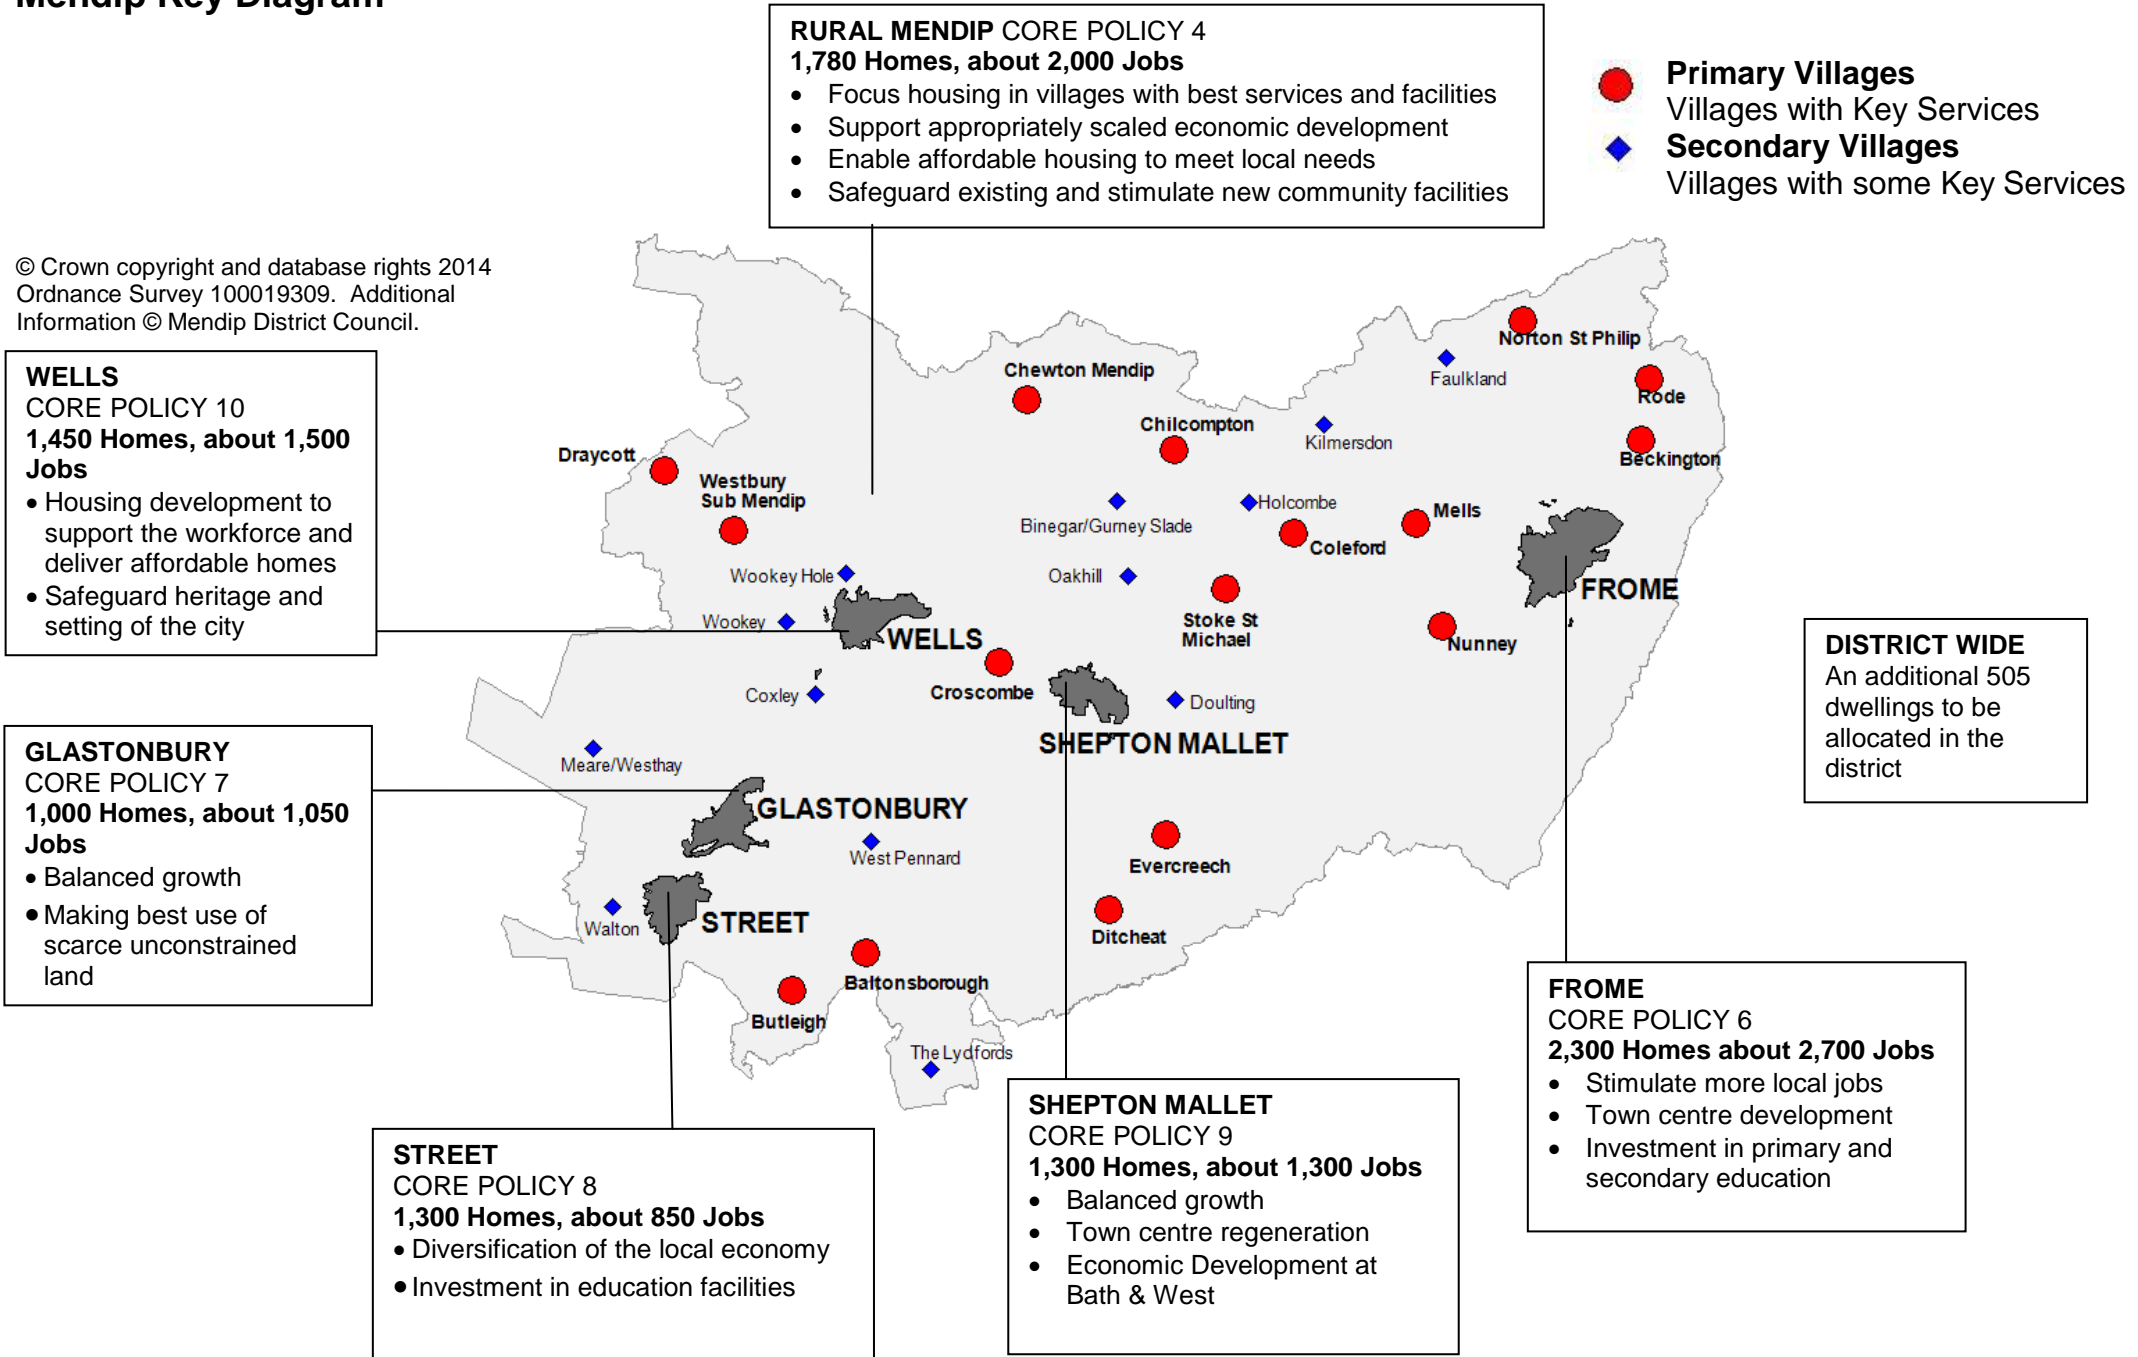 Mendip Key Diagram
RURAL MENDIP CORE POLICY 4
1,780 Homes, about 2,000 Jobs
• Focus housing in villages with best services and facilities
• Support appropriately scaled economic development
• Enable affordable housing to meet local needs
• Safeguard existing and stimulate new community facilities
Primary Villages
Villages with Key Services
Secondary Villages
Villages with some Key Services
© Crown copyright and database rights 2014
Ordnance Survey 100019309. Additional
Information © Mendip District Council.
WELLS
CORE POLICY 10
1,450 Homes, about 1,500
Jobs
• Housing development to
support the workforce and
deliver affordable homes
• Safeguard heritage and
setting of the city
GLASTONBURY
CORE POLICY 7
1,000 Homes, about 1,050
Jobs
• Balanced growth
• Making best use of
scarce unconstrained
land
Norton St Philip
Faulkland
Chewton Mendip
Rode
Chilcompton
Kilmersdon
Draycott
Beckington
Westbury
Sub Mendip
Holcombe
Mells
Binegar/Gurney Slade
Coleford
Wookey Hole
Oakhill
FROME
Wookey
Stoke St
Michael
WELLS
Nunney
Coxley
Croscombe
Doulting
SHEPTON MALLET
Meare/Westhay
GLASTONBURY
West Pennard
Evercreech
Walton
STREET
Ditcheat
Baltonsborough
Butleigh
The Lydfords
DISTRICT WIDE
An additional 505
dwellings to be
allocated in the
district
STREET
CORE POLICY 8
1,300 Homes, about 850 Jobs
• Diversification of the local economy
• Investment in education facilities
SHEPTON MALLET
CORE POLICY 9
1,300 Homes, about 1,300 Jobs
• Balanced growth
• Town centre regeneration
• Economic Development at
Bath & West
FROME
CORE POLICY 6
2,300 Homes about 2,700 Jobs
• Stimulate more local jobs
• Town centre development
• Investment in primary and
secondary education